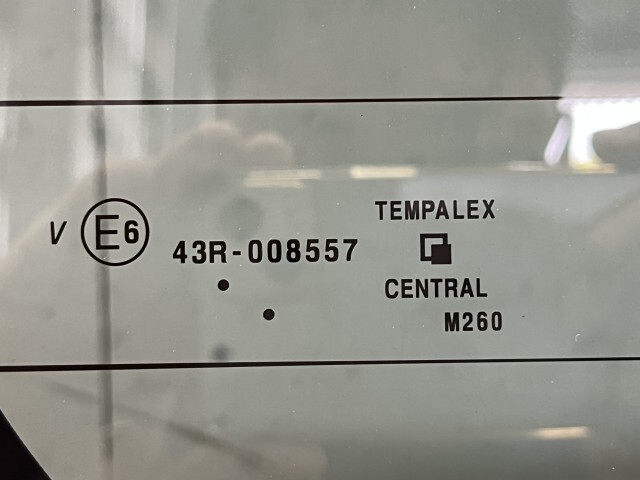 TEMPALEX
V E6 43R-008557
CENTRAL
M260